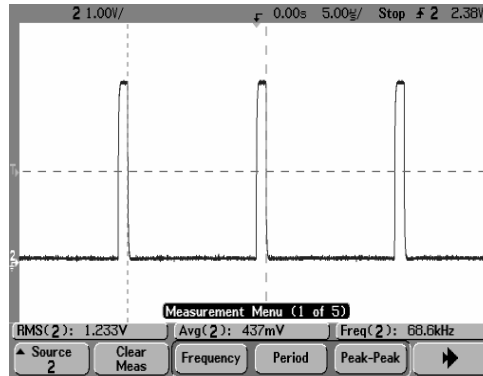 2 1.00V/ 0.00s 5.00µs/ Stop 2 2.38V
T
2
Measurement Menu (1 of 5)
RMS(2): 1.233V Avg(2): 437mV Freq(2): 68.6kHz
Source 2 Clear Meas Frequency Period Peak-Peak